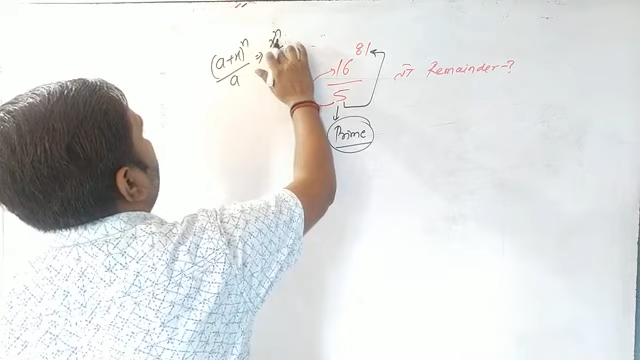 (a+x)^n / a ⇒ x^n
16^81 / 5
Remainder-?
Prime